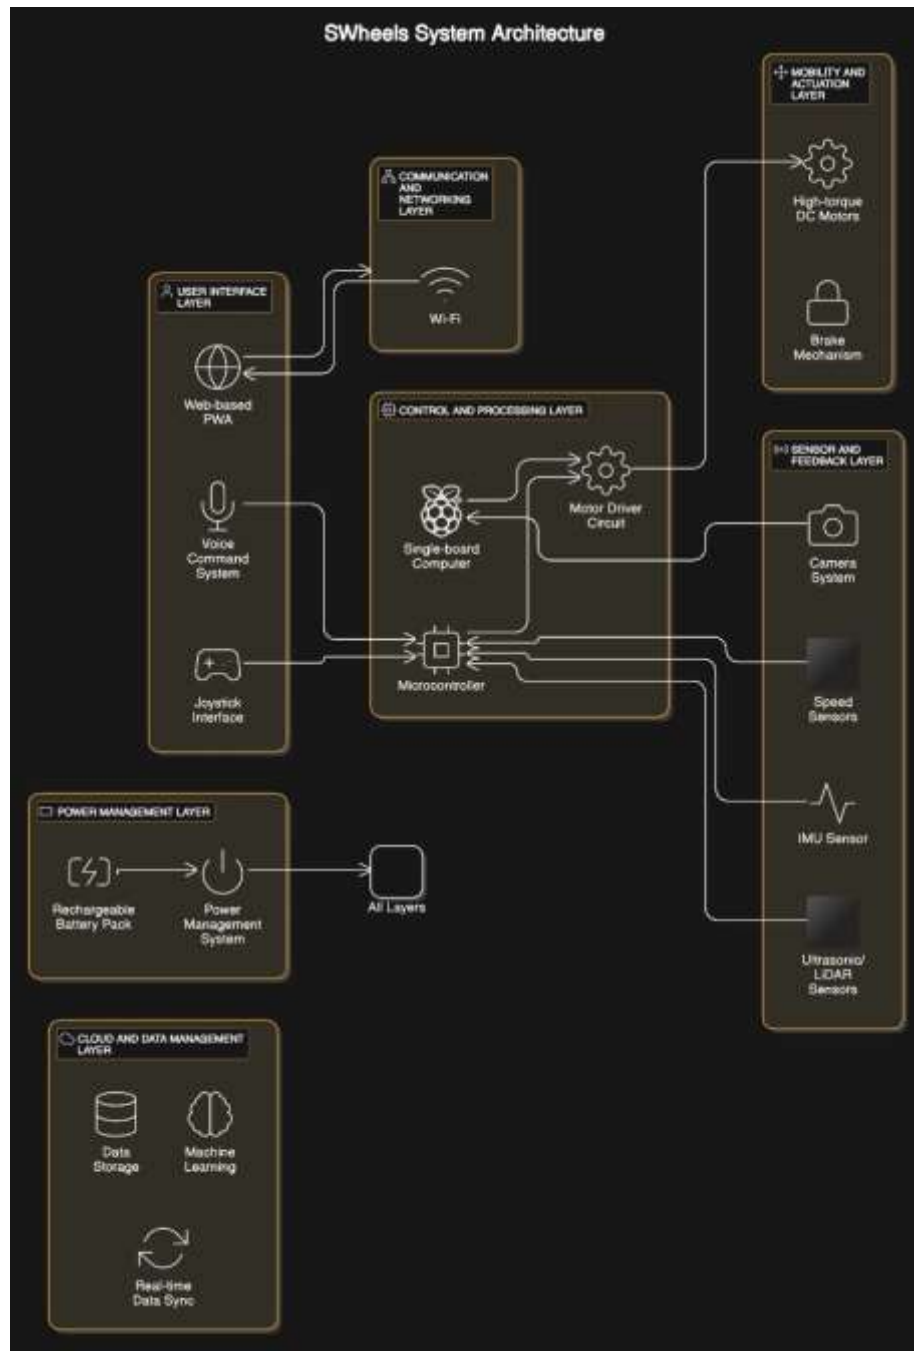 SWheels System Architecture
MOBILITY AND
ACTUATION
LAYER
High-torque
DC Motors
Brake
Mechanism
COMMUNICATION
AND
NETWORKING
LAYER
Wi-Fi
USER INTERFACE
LAYER
Web-based
PWA
Voice
Command
System
Joystick
Interface
CONTROL AND PROCESSING LAYER
Single-board
Computer
Motor Driver
Circuit
Microcontroller
SENSOR AND
FEEDBACK LAYER
Camera
System
Speed
Sensors
IMU Sensor
Ultrasonic/
LiDAR
Sensors
POWER MANAGEMENT LAYER
Rechargeable
Battery Pack
Power
Management
System
All Layers
CLOUD AND DATA MANAGEMENT
LAYER
Data
Storage
Machine
Learning
Real-time
Data Sync